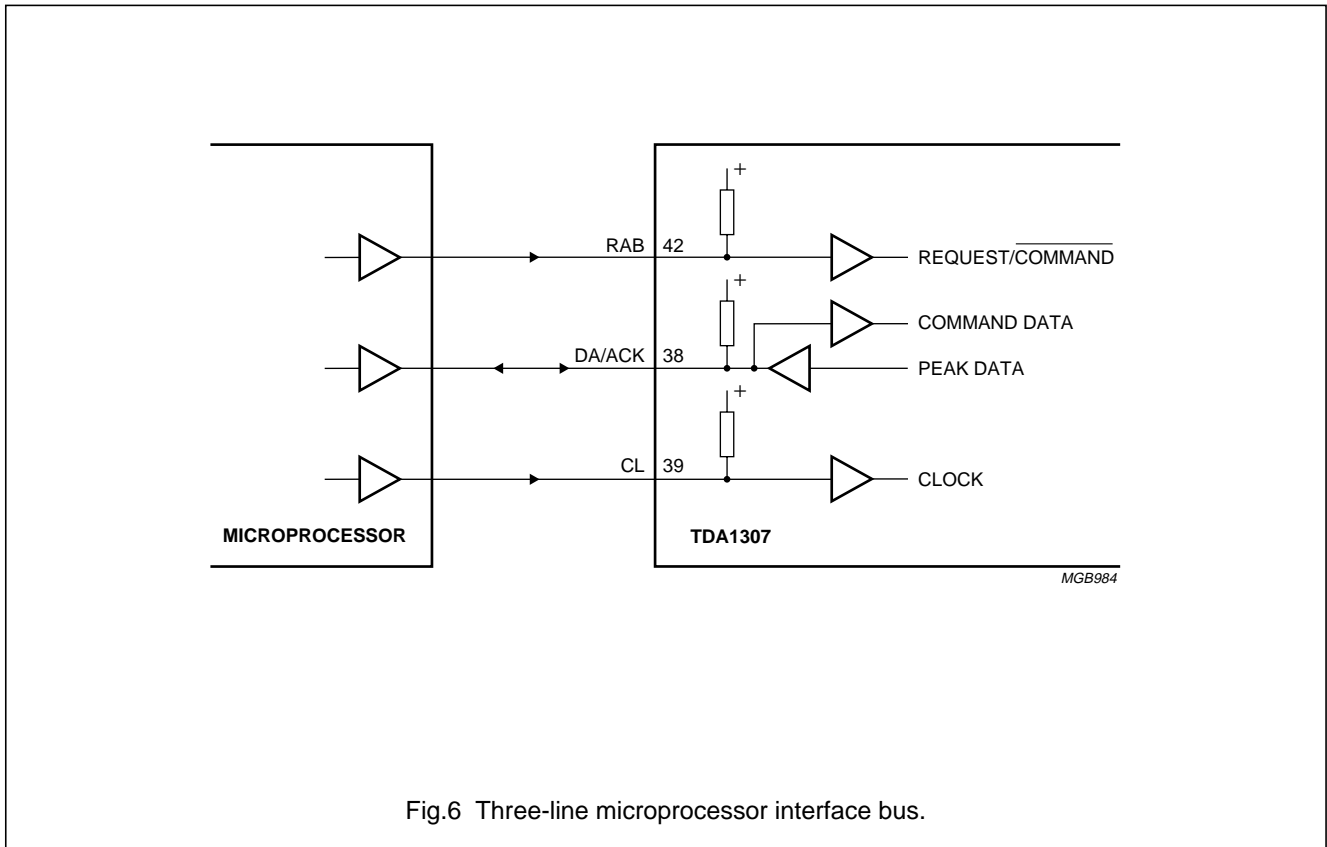 RAB 42 REQUEST/COMMAND
COMMAND DATA
DA/ACK 38 PEAK DATA
CL 39 CLOCK
MICROPROCESSOR TDA1307
MGB984
Fig.6 Three-line microprocessor interface bus.